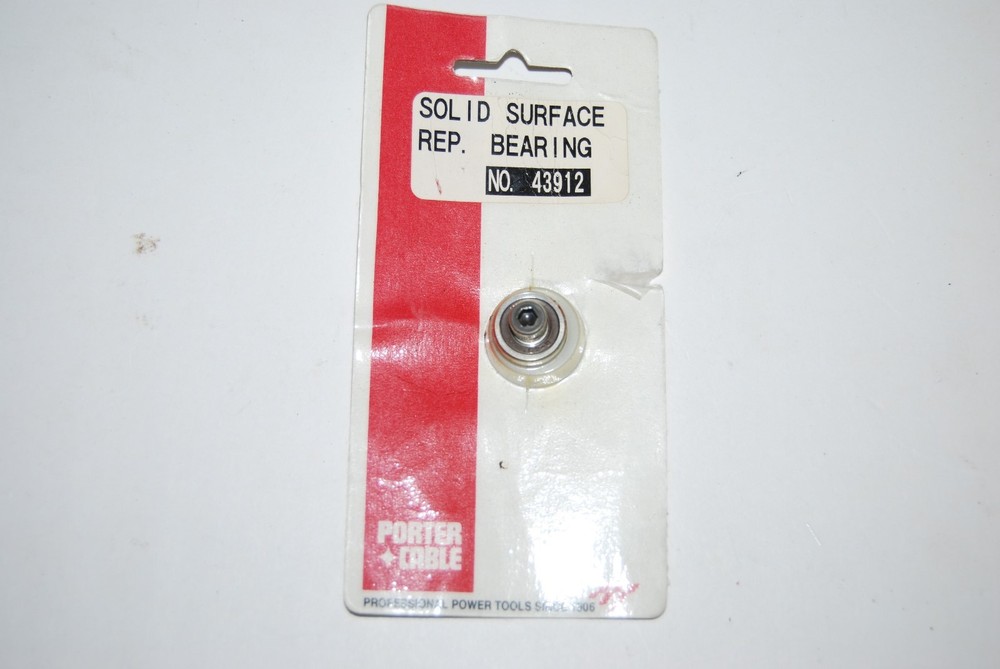 SOLID SURFACE
REP. BEARING
NO. 43912
PORTER
CABLE
PROFESSIONAL POWER TOOLS SINCE 1906